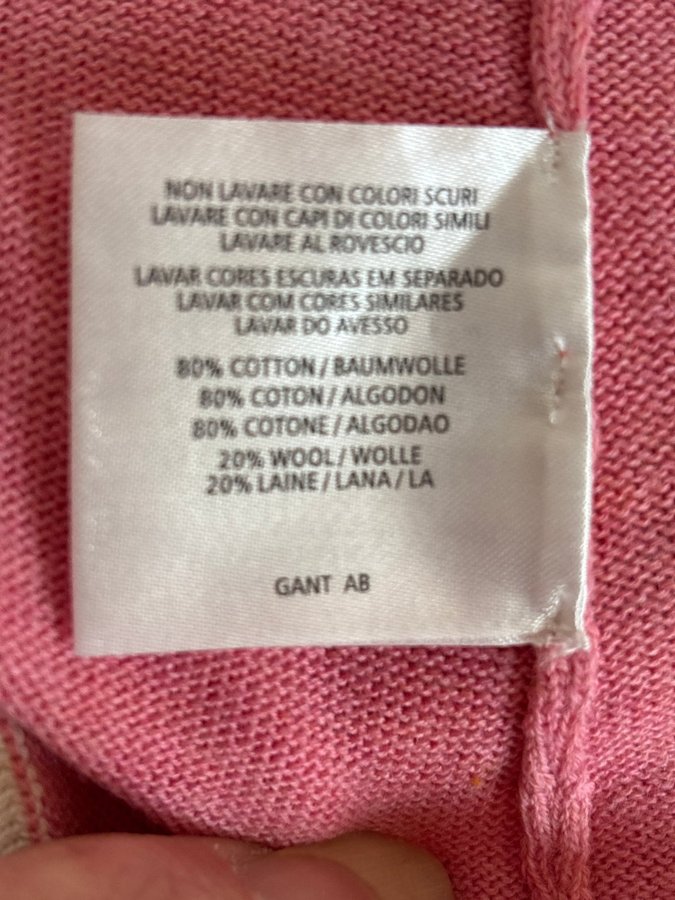 NON LAVARE CON COLORI SCURI
LAVARE CON CAPI DI COLORI SIMILI
LAVARE AL ROVESCIO
LAVAR CORES ESCURAS EM SEPARADO
LAVAR COM CORES SIMILARES
LAVAR DO AVESSO
80% COTTON / BAUMWOLLE
80% COTON / ALGODON
80% COTONE / ALGODAO
20% WOOL / WOLLE
20% LAINE / LANA / LA
GANT AB